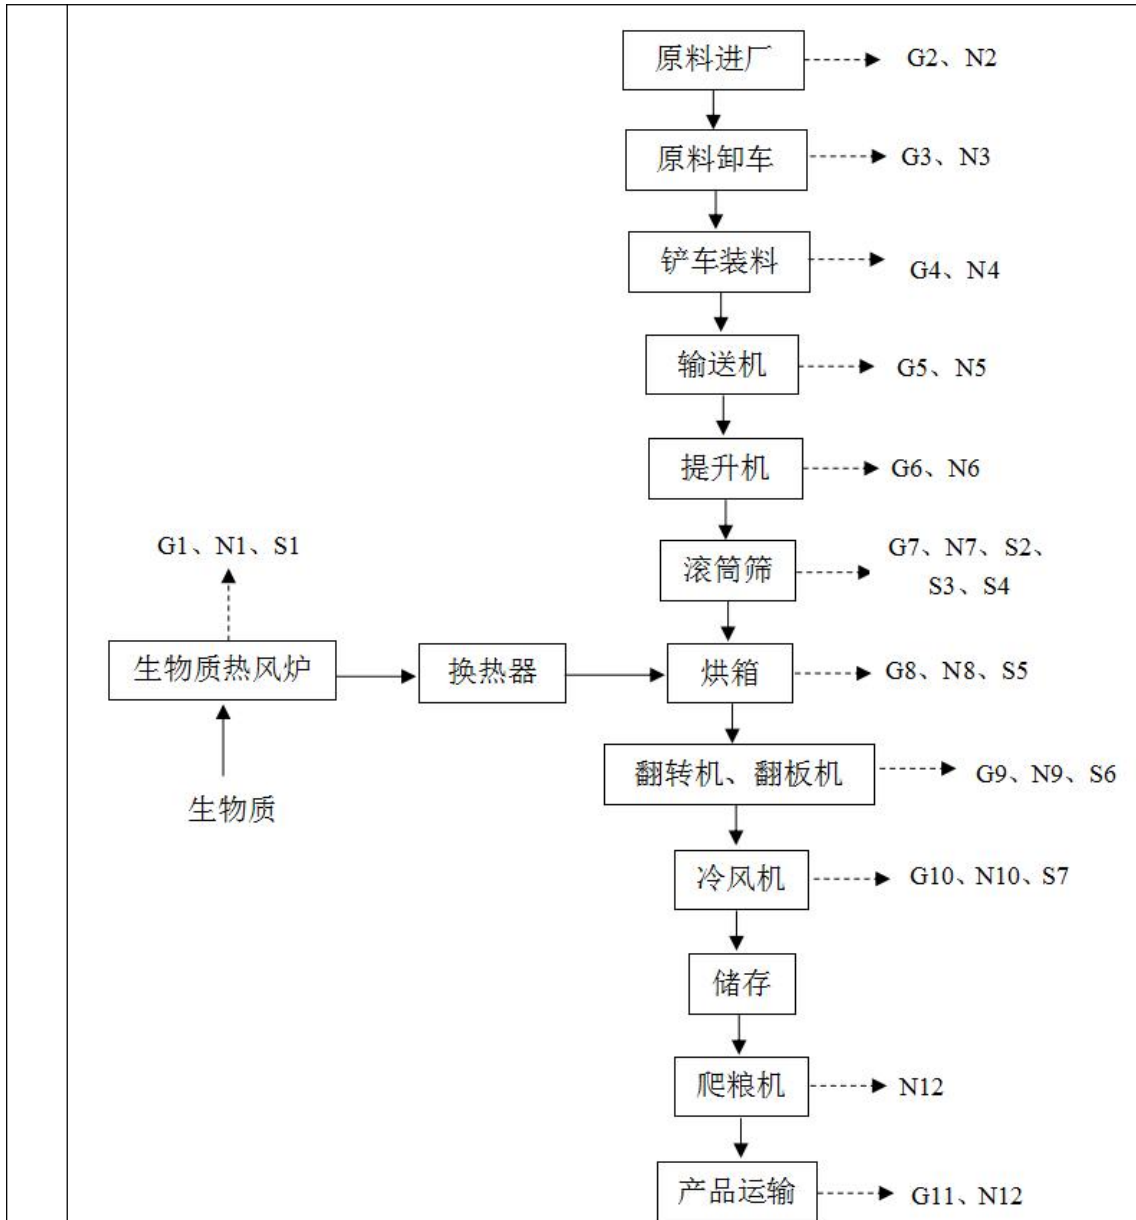 原料进厂
G2、N2
原料卸车
G3、N3
铲车装料
G4、N4
输送机
G5、N5
提升机
G6、N6
G1、N1、S1
滚筒筛
G7、N7、S2、
S3、S4
生物质热风炉
换热器
烘箱
G8、N8、S5
生物质
翻转机、翻板机
G9、N9、S6
冷风机
G10、N10、S7
储存
爬粮机
N12
产品运输
G11、N12